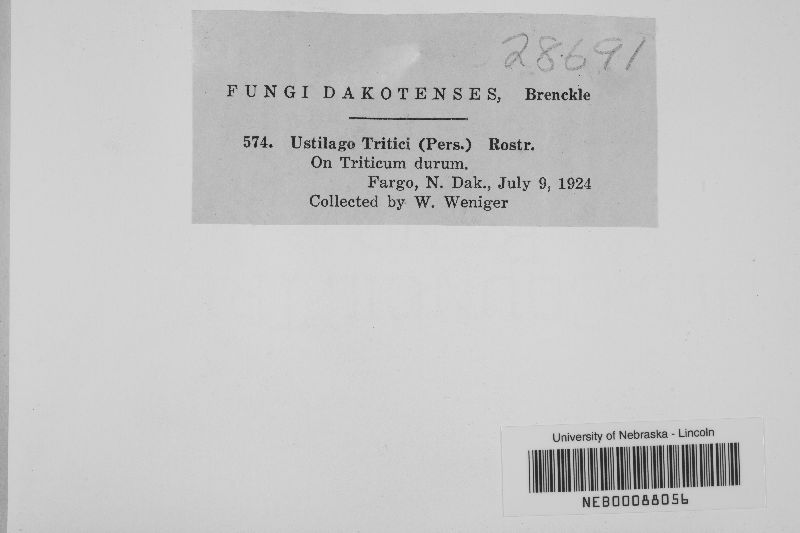 28691
FUNGI DAKOTENSES, Brenckle
574. Ustilago Tritici (Pers.) Rostr.
On Triticum durum.
Fargo, N. Dak., July 9, 1924
Collected by W. Weniger
University of Nebraska - Lincoln
NEB00088056